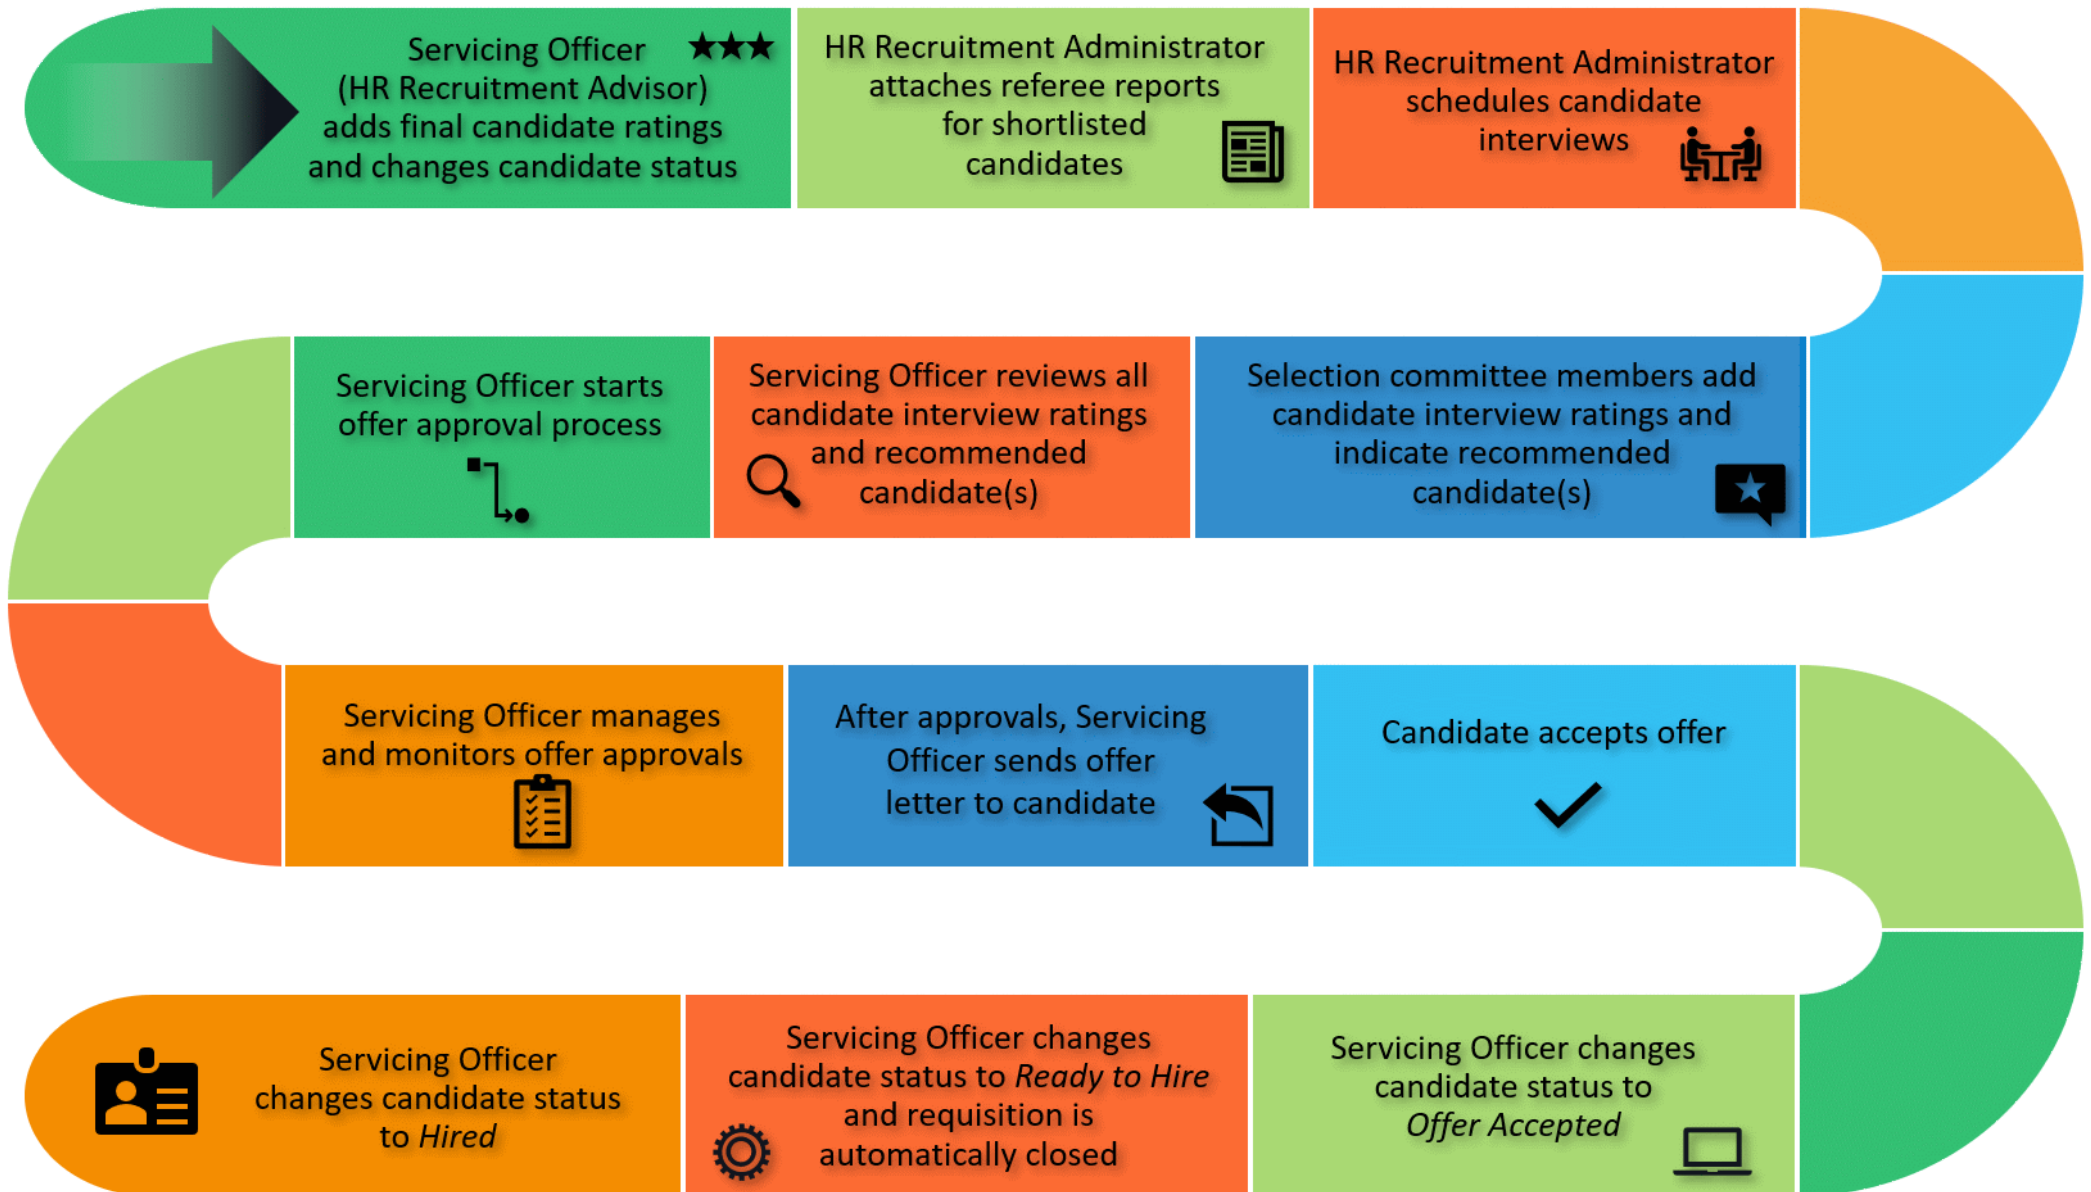 Servicing Officer
(HR Recruitment Advisor)
adds final candidate ratings
and changes candidate status
HR Recruitment Administrator
attaches referee reports
for shortlisted
candidates
HR Recruitment Administrator
schedules candidate
interviews
Selection committee members add
candidate interview ratings and
indicate recommended
candidate(s)
Servicing Officer reviews all
candidate interview ratings
and recommended
candidate(s)
Servicing Officer starts
offer approval process
Servicing Officer manages
and monitors offer approvals
After approvals, Servicing
Officer sends offer
letter to candidate
Candidate accepts offer
Servicing Officer changes
candidate status to
Offer Accepted
Servicing Officer changes
candidate status to Ready to Hire
and requisition is
automatically closed
Servicing Officer
changes candidate status
to Hired